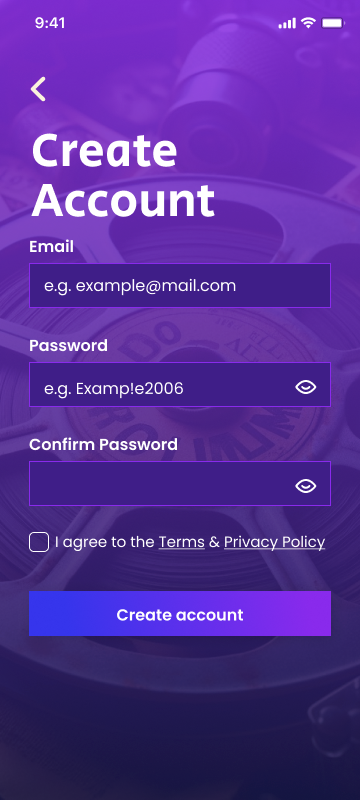 9:41
Create
Account
Email
e.g. example@mail.com
Password
e.g. Examp!e2006
Confirm Password
I agree to the Terms & Privacy Policy
Create account